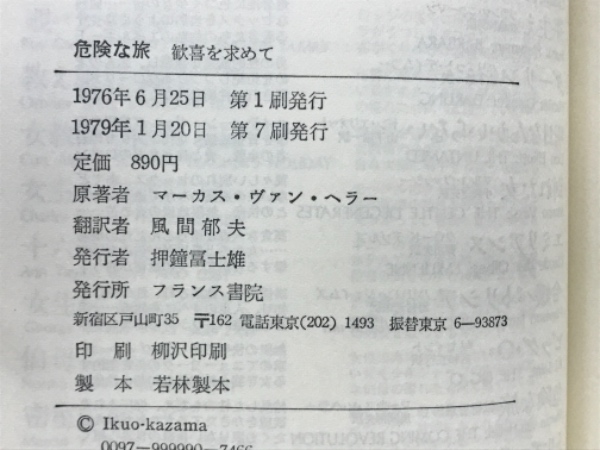 危険な旅 歓喜を求めて
1976年6月25日 第1刷発行
1979年1月20日 第7刷発行
定価 890円
原著者 マーカス・ヴァン・ヘラー
翻訳者 風間郁夫
発行者 押鐘冨士雄
発行所 フランス書院
新宿区戸山町35 〒162 電話東京(202)1493 振替東京6-93873
印刷 柳沢印刷
製本 若林製本
© Ikuo-kazama
0097-999990-7466